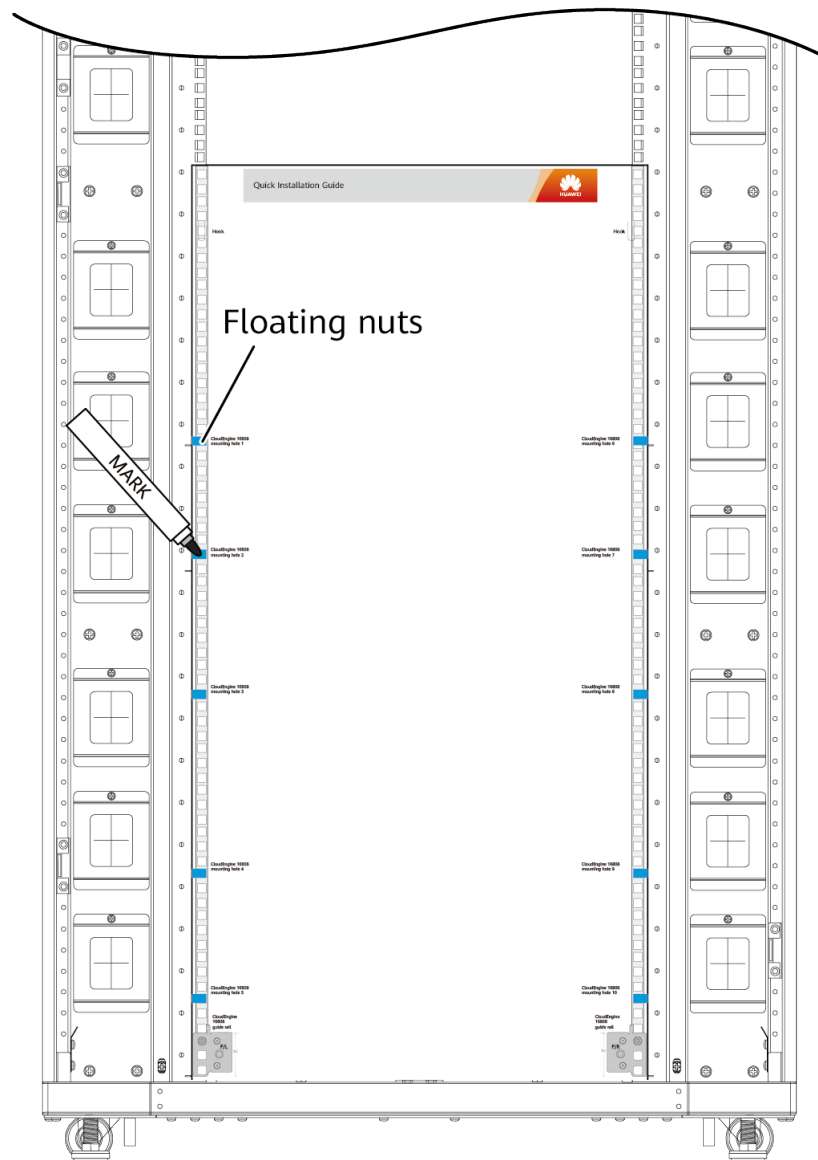 Quick Installation Guide
HUAWEI
Hook
Hook
Floating nuts
CloudEngine 16808
mounting hole 1
CloudEngine 16808
mounting hole 6
MARK
CloudEngine 16808
mounting hole 2
CloudEngine 16808
mounting hole 7
CloudEngine 16808
mounting hole 3
CloudEngine 16808
mounting hole 8
CloudEngine 16808
mounting hole 4
CloudEngine 16808
mounting hole 9
CloudEngine 16808
mounting hole 5
CloudEngine 16808
mounting hole 10
CloudEngine
16808
guide rail
CloudEngine
16808
guide rail
F/L
F/R